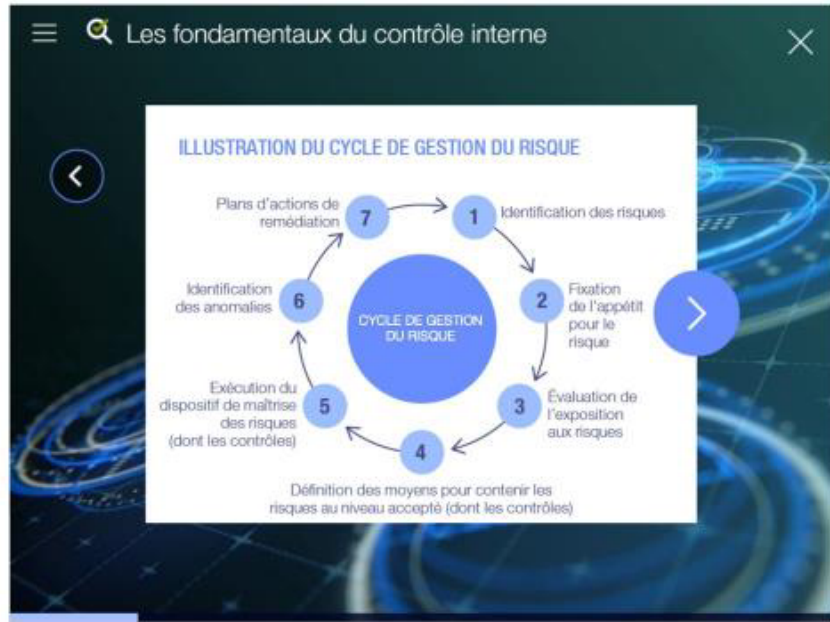 Les fondamentaux du contrôle interne
ILLUSTRATION DU CYCLE DE GESTION DU RISQUE
CYCLE DE GESTION
DU RISQUE
1
Identification des risques
2
Fixation
de l'appétit
pour le
risque
3
Évaluation de
l'exposition
aux risques
4
Définition des moyens pour contenir les
risques au niveau accepté (dont les contrôles)
5
Exécution du
dispositif de maîtrise
des risques
(dont les contrôles)
6
Identification
des anomalies
7
Plans d'actions de
remédiation